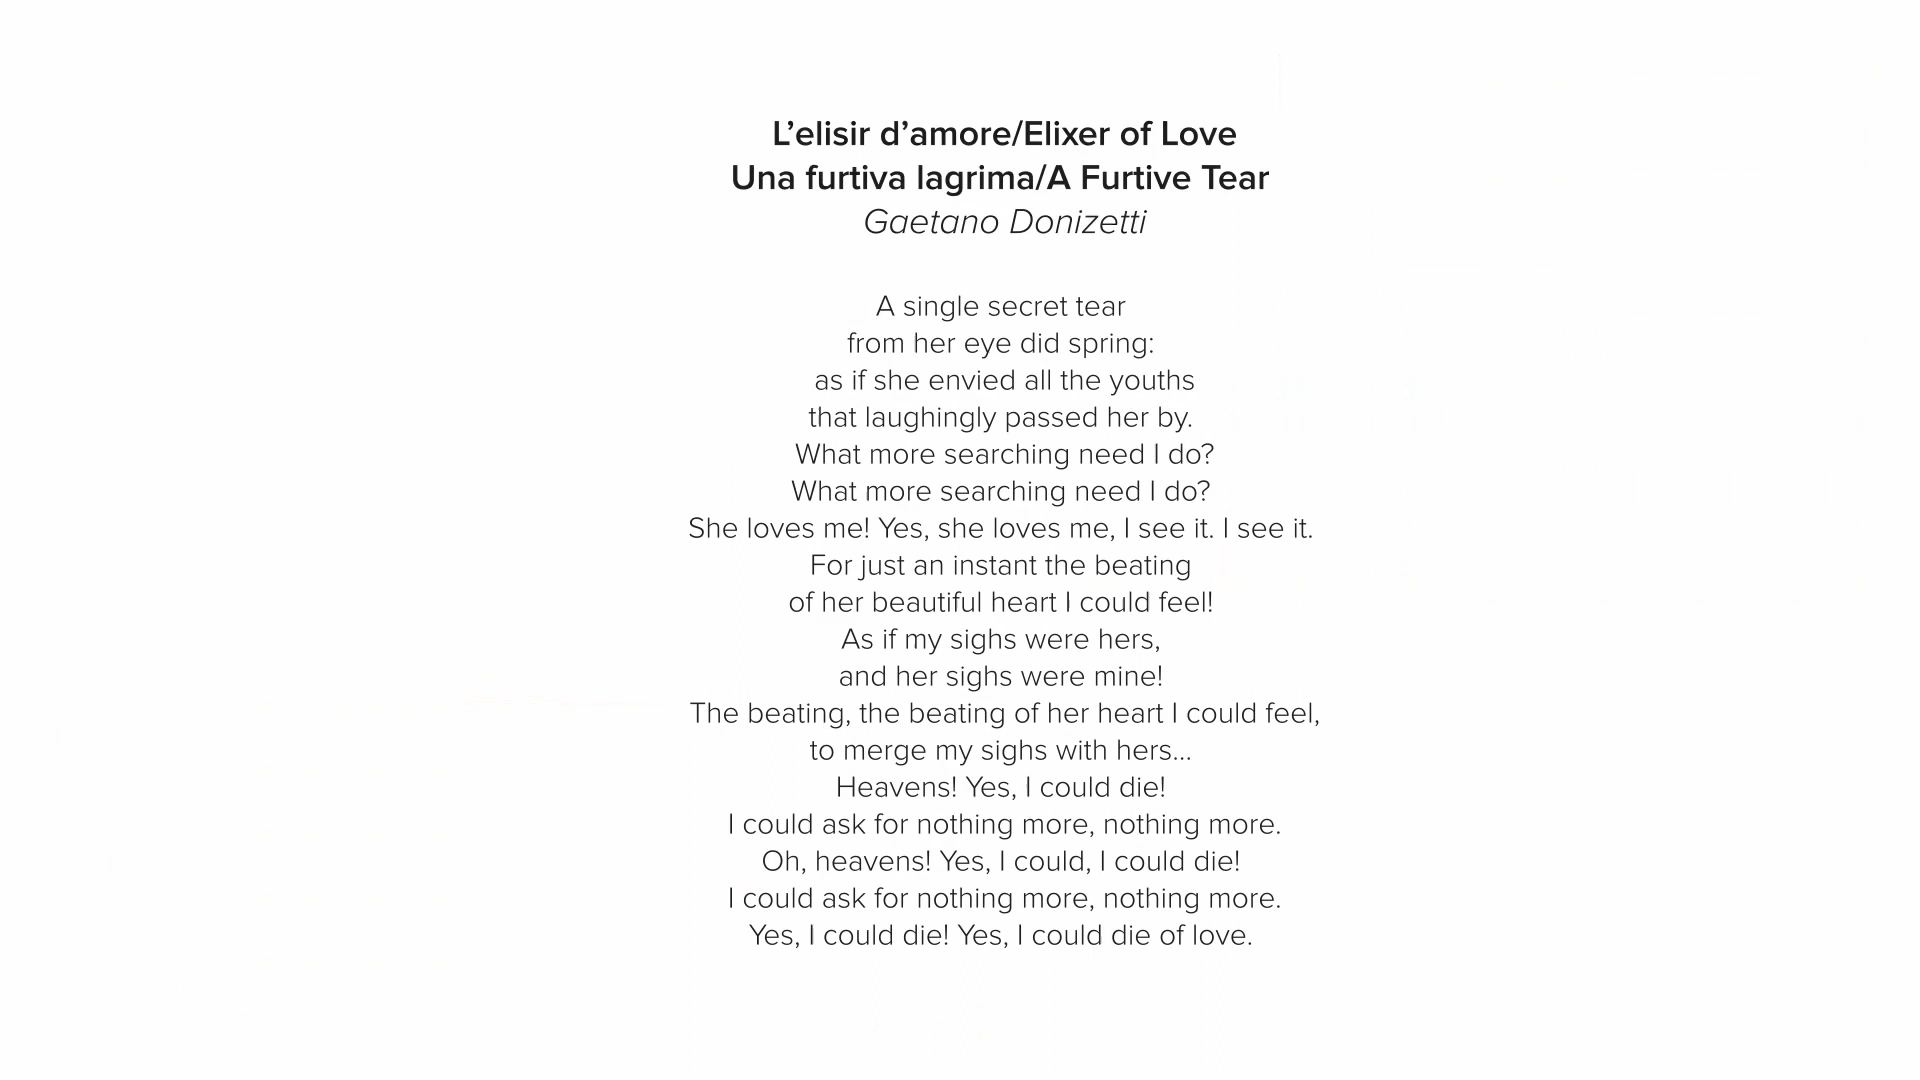 L’elisir d’amore/Elixer of Love
Una furtiva lagrima/A Furtive Tear
Gaetano Donizetti
A single secret tear
from her eye did spring:
as if she envied all the youths
that laughingly passed her by.
What more searching need I do?
What more searching need I do?
She loves me! Yes, she loves me, I see it. I see it.
For just an instant the beating
of her beautiful heart I could feel!
As if my sighs were hers,
and her sighs were mine!
The beating, the beating of her heart I could feel,
to merge my sighs with hers...
Heavens! Yes, I could die!
I could ask for nothing more, nothing more.
Oh, heavens! Yes, I could, I could die!
I could ask for nothing more, nothing more.
Yes, I could die! Yes, I could die of love.